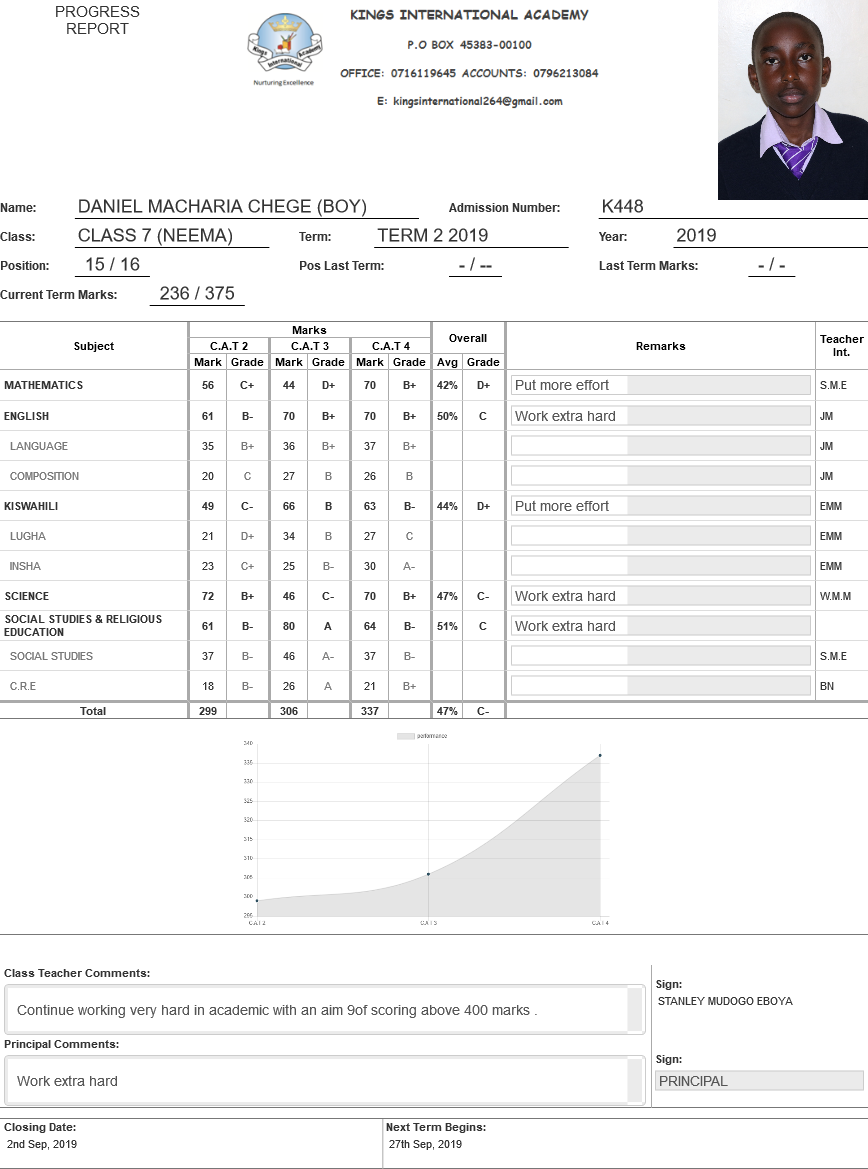 PROGRESS
REPORT
KINGS INTERNATIONAL ACADEMY
P.O BOX 45383-00100
OFFICE: 0716119645 ACCOUNTS: 0796213084
E: kingsinternational264@gmail.com
Kings International Academy
Nurturing Excellence
Name: DANIEL MACHARIA CHEGE (BOY) Admission Number: K448
Class: CLASS 7 (NEEMA) Term: TERM 2 2019 Year: 2019
Position: 15 / 16 Pos Last Term: - / -- Last Term Marks: - / -
Current Term Marks: 236 / 375
Subject Marks Overall Remarks Teacher Int.
C.A.T 2 C.A.T 3 C.A.T 4
Mark Grade Mark Grade Mark Grade Avg Grade
MATHEMATICS 56 C+ 44 D+ 70 B+ 42% D+ Put more effort S.M.E
ENGLISH 61 B- 70 B+ 70 B+ 50% C Work extra hard JM
LANGUAGE 35 B+ 36 B+ 37 B+ JM
COMPOSITION 20 C 27 B 26 B JM
KISWAHILI 49 C- 66 B 63 B- 44% D+ Put more effort EMM
LUGHA 21 D+ 34 B 27 C EMM
INSHA 23 C+ 25 B- 30 A- EMM
SCIENCE 72 B+ 46 C- 70 B+ 47% C- Work extra hard W.M.M
SOCIAL STUDIES & RELIGIOUS
EDUCATION 61 B- 80 A 64 B- 51% C Work extra hard
SOCIAL STUDIES 37 B- 46 A- 37 B- S.M.E
C.R.E 18 B- 26 A 21 B+ BN
Total 299 306 337 47% C-
performance
340
335
330
325
320
315
310
305
300
295
C.A.T 2 C.A.T 3 C.A.T 4
Class Teacher Comments:
Continue working very hard in academic with an aim 9of scoring above 400 marks .
Sign:
STANLEY MUDOGO EBOYA
Principal Comments:
Work extra hard
Sign:
PRINCIPAL
Closing Date: Next Term Begins:
2nd Sep, 2019 27th Sep, 2019